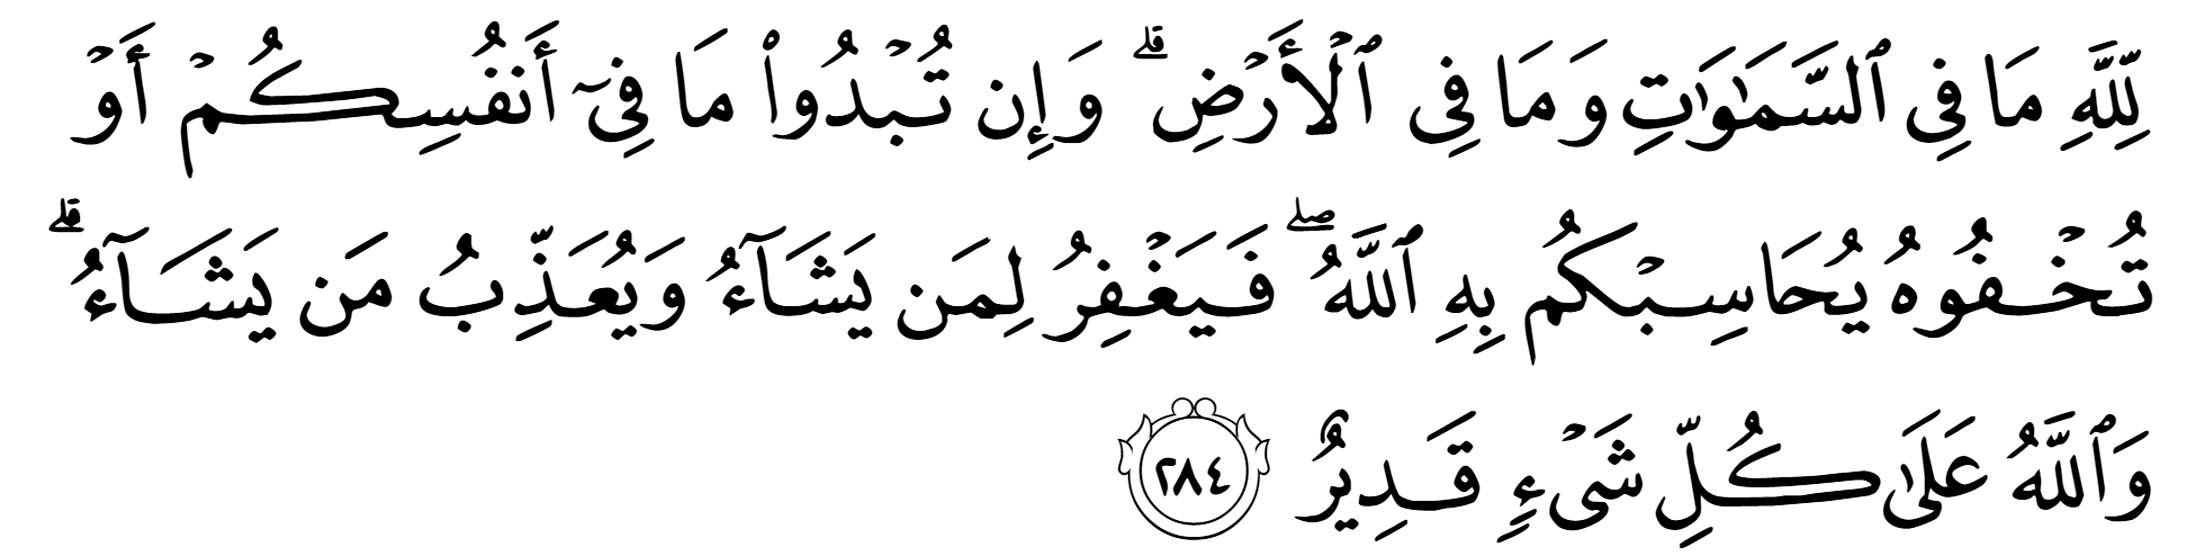 لِّلَّهِ مَا فِى ٱلسَّمَـٰوَٰتِ وَمَا فِى ٱلْأَرْضِ ۗ وَإِن تُبْدُوا۟ مَا فِىٓ أَنفُسِكُمْ أَوْ
تُخْفُوهُ يُحَاسِبْكُم بِهِ ٱللَّهُ ۖ فَيَغْفِرُ لِمَن يَشَآءُ وَيُعَذِّبُ مَن يَشَآءُ ۗ
وَٱللَّهُ عَلَىٰ كُلِّ شَىْءٍ قَدِيرٌ ٢٨٤